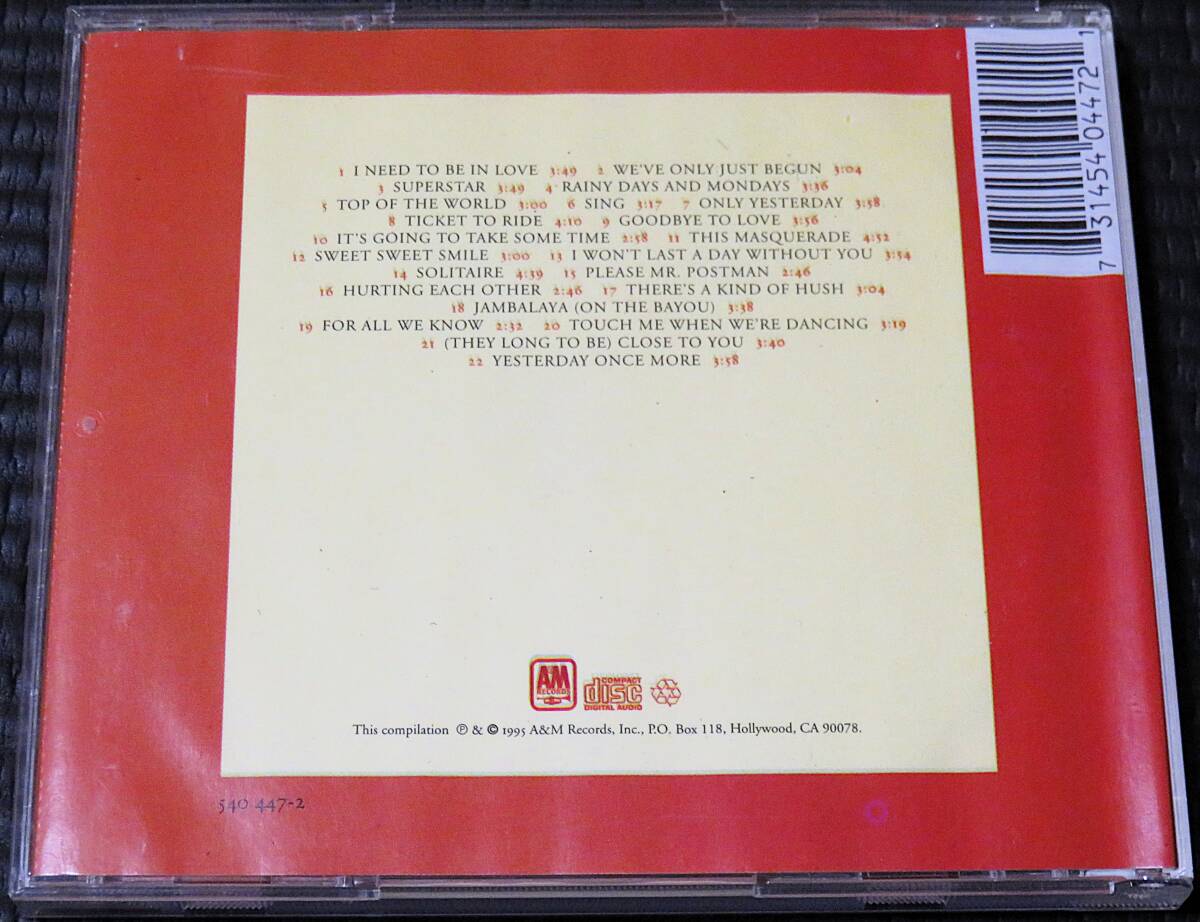 1 I NEED TO BE IN LOVE 3:49 2 WE'VE ONLY JUST BEGUN 3:04
3 SUPERSTAR 3:49 4 RAINY DAYS AND MONDAYS 3:36
5 TOP OF THE WORLD 3:00 6 SING 3:17 7 ONLY YESTERDAY 3:58
8 TICKET TO RIDE 4:10 9 GOODBYE TO LOVE 3:56
10 IT'S GOING TO TAKE SOME TIME 2:58 11 THIS MASQUERADE 4:52
12 SWEET SWEET SMILE 3:00 13 I WON'T LAST A DAY WITHOUT YOU 3:54
14 SOLITAIRE 4:39 15 PLEASE MR. POSTMAN 2:46
16 HURTING EACH OTHER 2:46 17 THERE'S A KIND OF HUSH 3:04
18 JAMBALAYA (ON THE BAYOU) 3:38
19 FOR ALL WE KNOW 2:32 20 TOUCH ME WHEN WE'RE DANCING 3:19
21 (THEY LONG TO BE) CLOSE TO YOU 3:40
22 YESTERDAY ONCE MORE 3:58
7 31454 04472 1
AM
RECORDS
COMPACT
disc
DIGITAL AUDIO
This compilation ℗ & © 1995 A&M Records, Inc., P.O. Box 118, Hollywood, CA 90078.
540 447-2